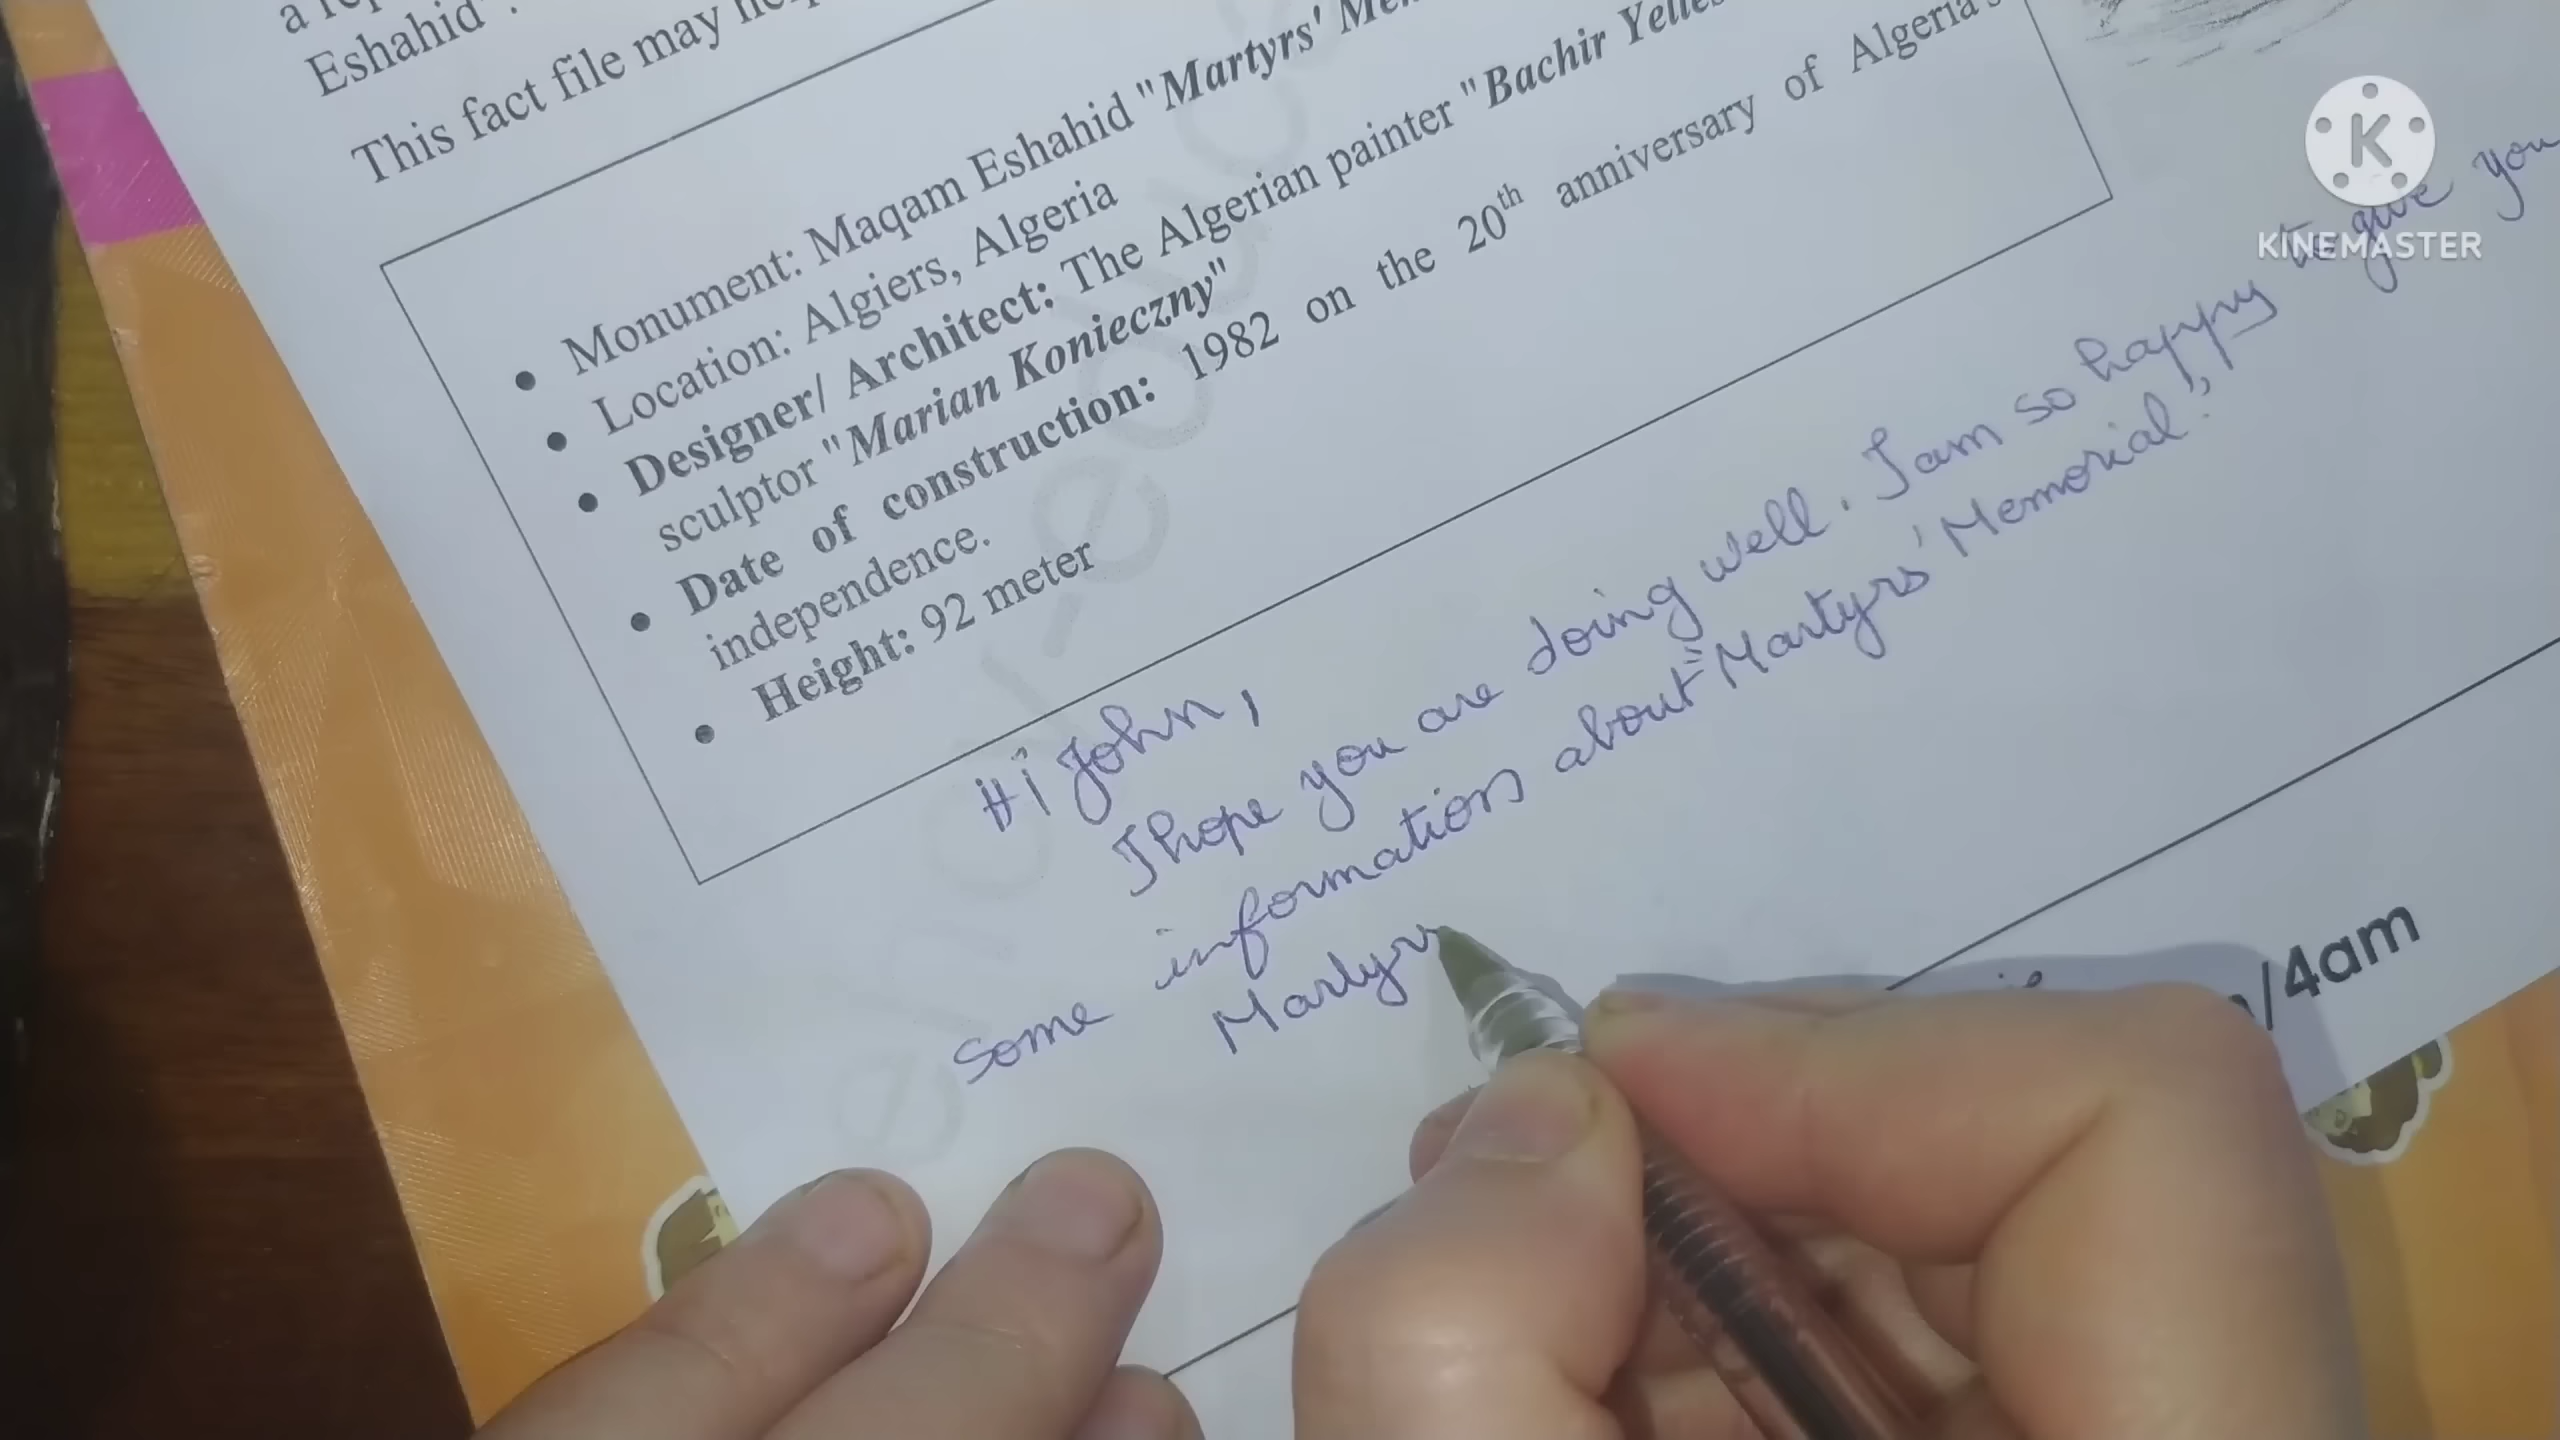 a
Eshahid".
This fact file may
• Monument: Maqam Eshahid "Martyrs'
• Location: Algiers, Algeria
• Designer/ Architect: The Algerian painter "Bachir
sculptor "Marian Konieczny"
• Date of construction: 1982 on the 20th anniversary of Algeria's
independence.
• Height: 92 meter
Hi John,
I hope you are doing well. I am so happy to give you
some information about "Martyrs' Memorial".
Martyrs
/4am
K
KINEMASTER